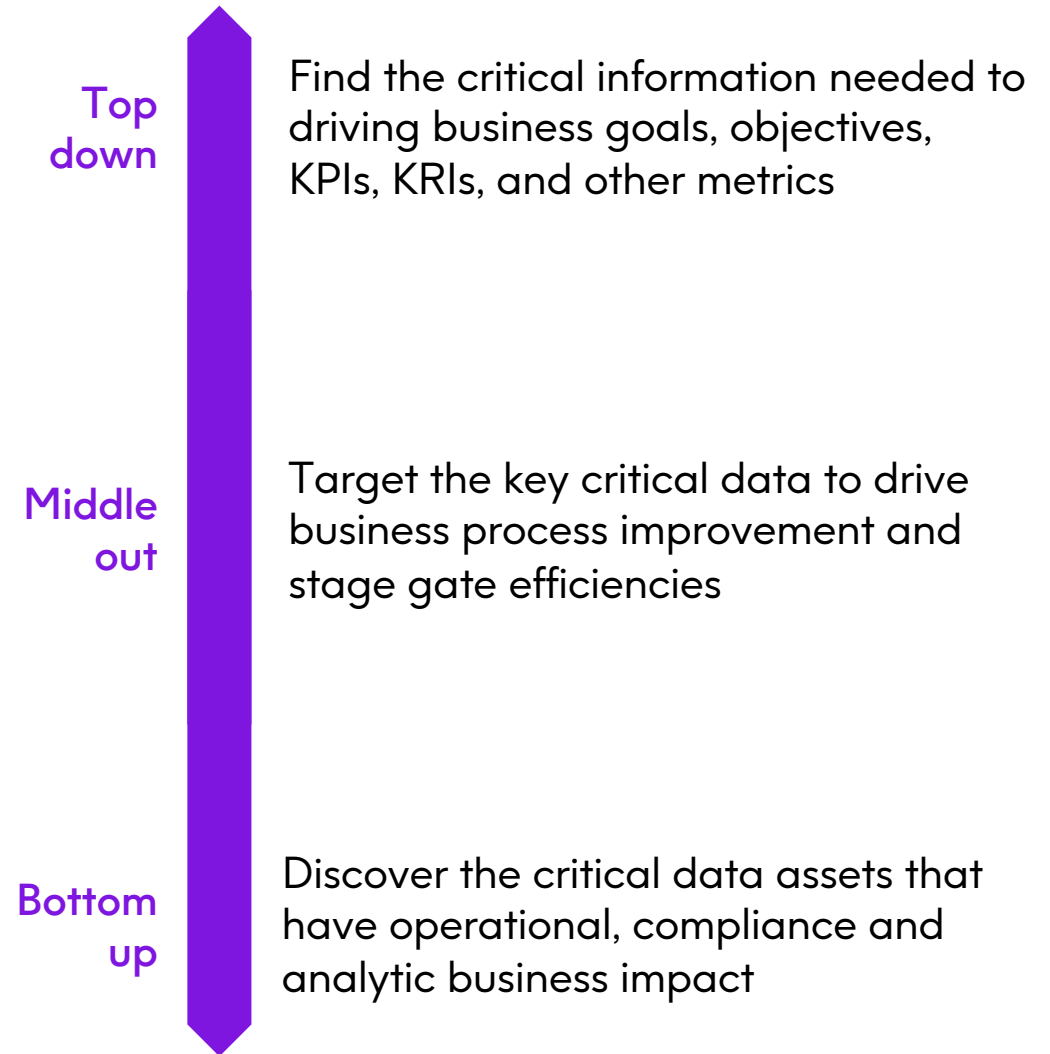 Top
down
Find the critical information needed to
driving business goals, objectives,
KPIs, KRIs, and other metrics
Middle
out
Target the key critical data to drive
business process improvement and
stage gate efficiencies
Bottom
up
Discover the critical data assets that
have operational, compliance and
analytic business impact